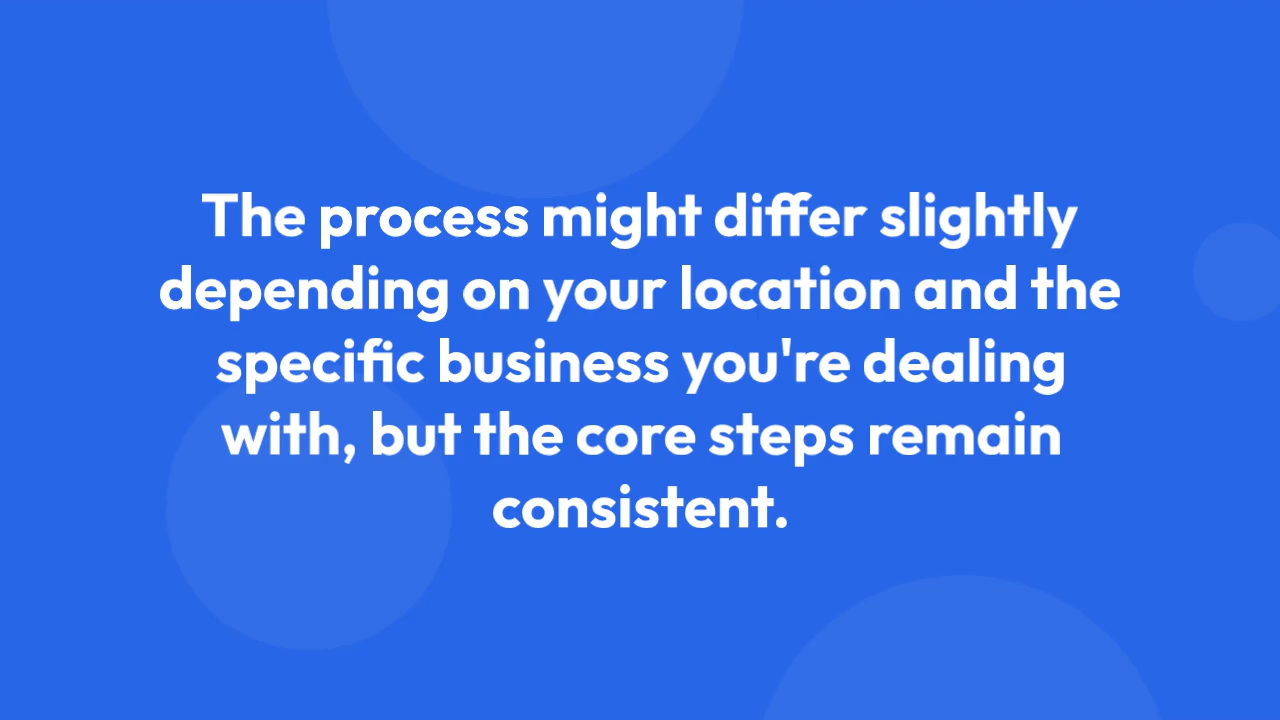 The process might differ slightly
depending on your location and the
specific business you're dealing
with, but the core steps remain
consistent.